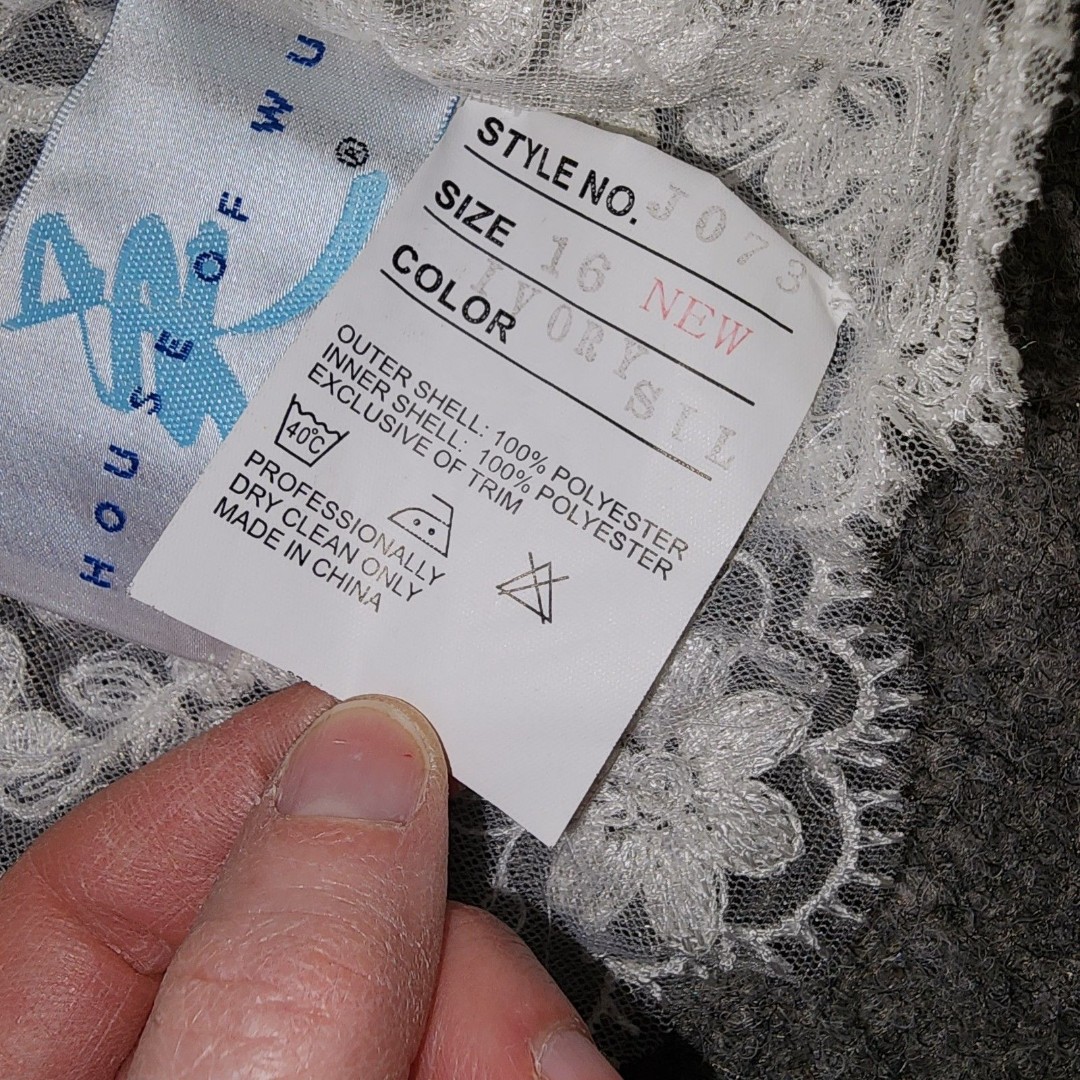 HOUSE OF WU
®
STYLE NO. J073
SIZE 16 NEW
COLOR IVORY SIL
OUTER SHELL: 100% POLYESTER
INNER SHELL: 100% POLYESTER
EXCLUSIVE OF TRIM
40°C
PROFESSIONALLY
DRY CLEAN ONLY
MADE IN CHINA